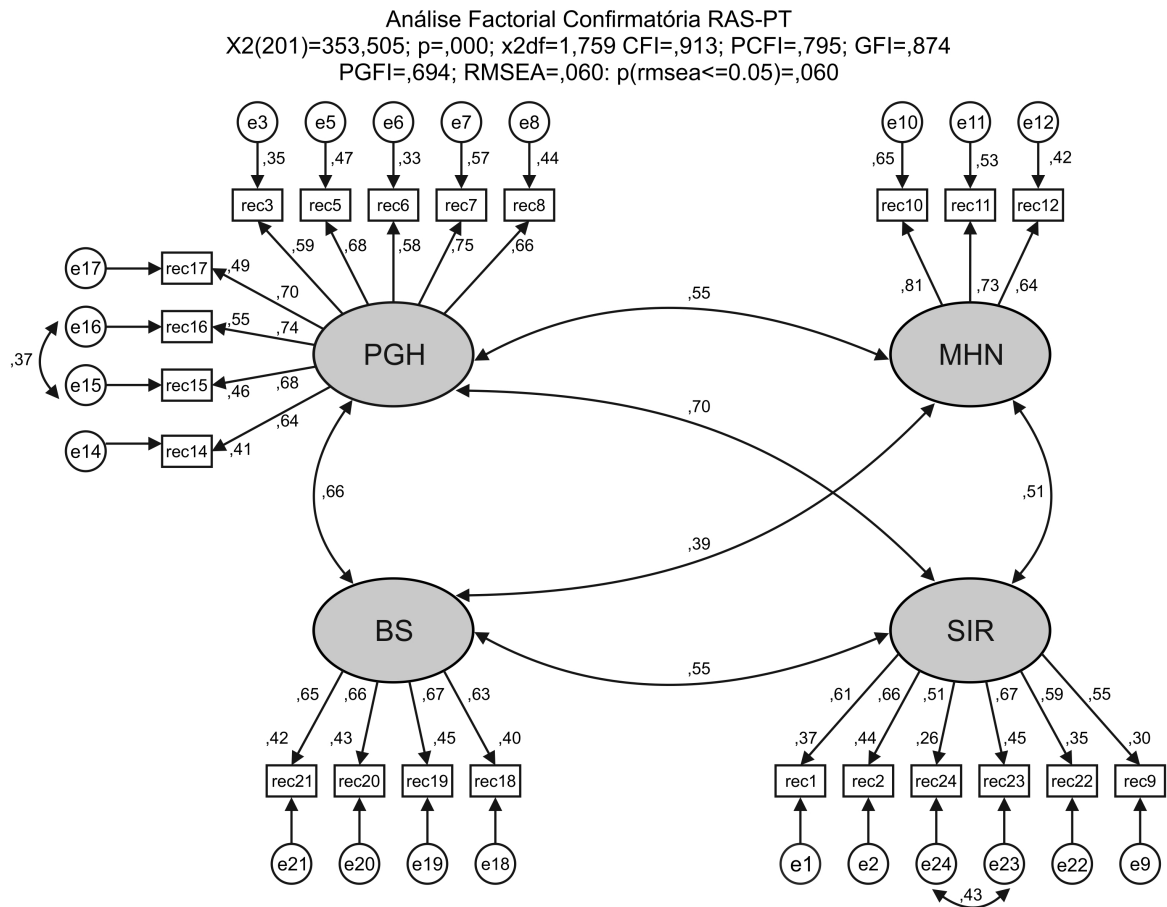 Análise Factorial Confirmatória RAS-PT
X2(201)=353,505; p=,000; x2df=1,759 CFI=,913; PCFI=,795; GFI=,874
PGFI=,694; RMSEA=,060: p(rmsea<=0.05)=,060
e3 e5 e6 e7 e8 e10 e11 e12
,35 ,47 ,33 ,57 ,44 ,65 ,53 ,42
rec3 rec5 rec6 rec7 rec8 rec10 rec11 rec12
,59 ,68 ,58 ,75 ,66
e17 rec17 ,49
,70 ,81 ,73 ,64
,55
e16 rec16 ,55 ,74
,37 PGH MHN
e15 rec15 ,46 ,68
,70
,64
e14 rec14 ,41
,66 ,51
,39
BS SIR
,55
,65 ,66 ,67 ,63 ,61 ,66 ,51 ,67 ,59 ,55
,42 ,43 ,45 ,40 ,37 ,44 ,26 ,45 ,35 ,30
rec21 rec20 rec19 rec18 rec1 rec2 rec24 rec23 rec22 rec9
e21 e20 e19 e18 e1 e2 e24 e23 e22 e9
,43